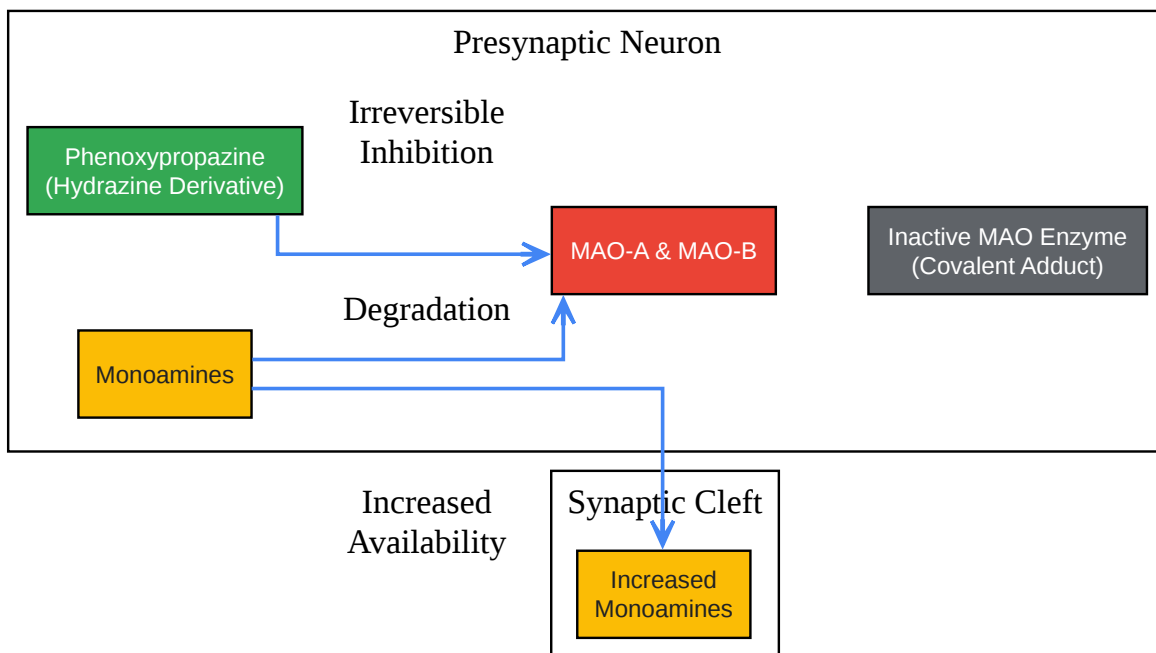 Presynaptic Neuron
Irreversible
Inhibition
Phenoxypropazine
(Hydrazine Derivative)
MAO-A & MAO-B
Inactive MAO Enzyme
(Covalent Adduct)
Degradation
Monoamines
Increased
Availability
Synaptic Cleft
Increased
Monoamines